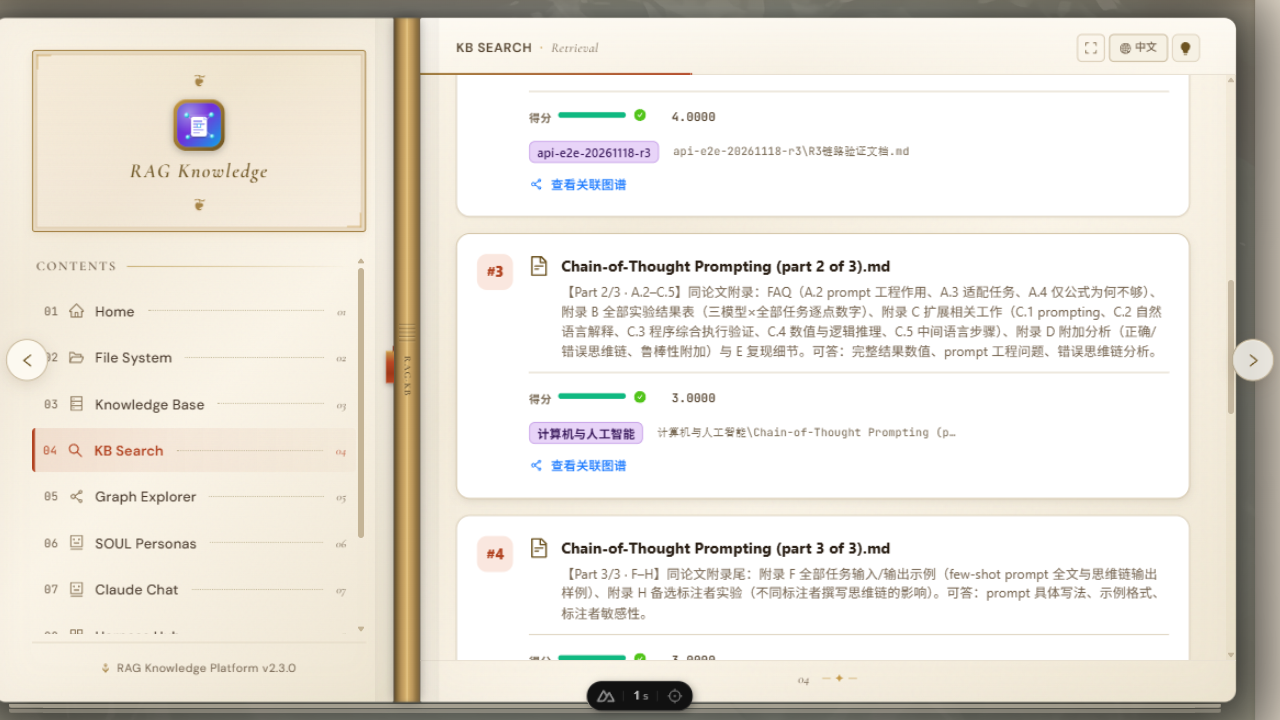 RAG Knowledge
CONTENTS
01 Home 01
02 File System 02
03 Knowledge Base 03
04 KB Search 04
05 Graph Explorer 05
06 SOUL Personas 06
07 Claude Chat 07
RAG Knowledge Platform v2.3.0
RAG KB
KB SEARCH · Retrieval
中文
得分 4.0000
api-e2e-20261118-r3 api-e2e-20261118-r3\R3链路验证文档.md
查看关联图谱
#3 Chain-of-Thought Prompting (part 2 of 3).md
【Part 2/3 · A.2–C.5】同论文附录：FAQ（A.2 prompt 工程作用、A.3 适配任务、A.4 仅公式为何不够）、
附录 B 全部实验结果表（三模型×全部任务逐点数字）、附录 C 扩展相关工作（C.1 prompting、C.2 自然
语言解释、C.3 程序综合执行验证、C.4 数值与逻辑推理、C.5 中间语言步骤）、附录 D 附加分析（正确/
错误思维链、鲁棒性附加）与 E 复现细节。可答：完整结果数值、prompt 工程问题、错误思维链分析。
得分 3.0000
计算机与人工智能 计算机与人工智能\Chain-of-Thought Prompting (p…
查看关联图谱
#4 Chain-of-Thought Prompting (part 3 of 3).md
【Part 3/3 · F–H】同论文附录尾：附录 F 全部任务输入/输出示例（few-shot prompt 全文与思维链输出
样例）、附录 H 备选标注者实验（不同标注者撰写思维链的影响）。可答：prompt 具体写法、示例格式、
标注者敏感性。
得分 3.0000
04
1 s